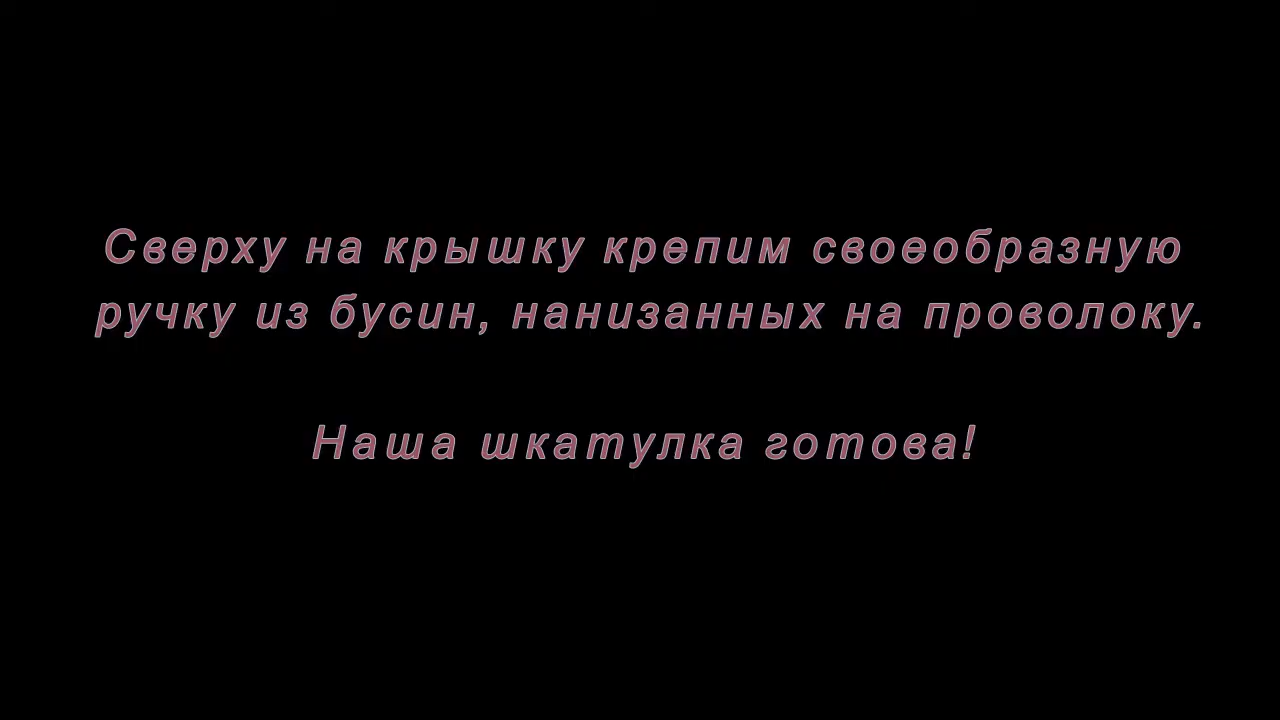 Сверху на крышку крепим своеобразную
ручку из бусин, нанизанных на проволоку.
Наша шкатулка готова!